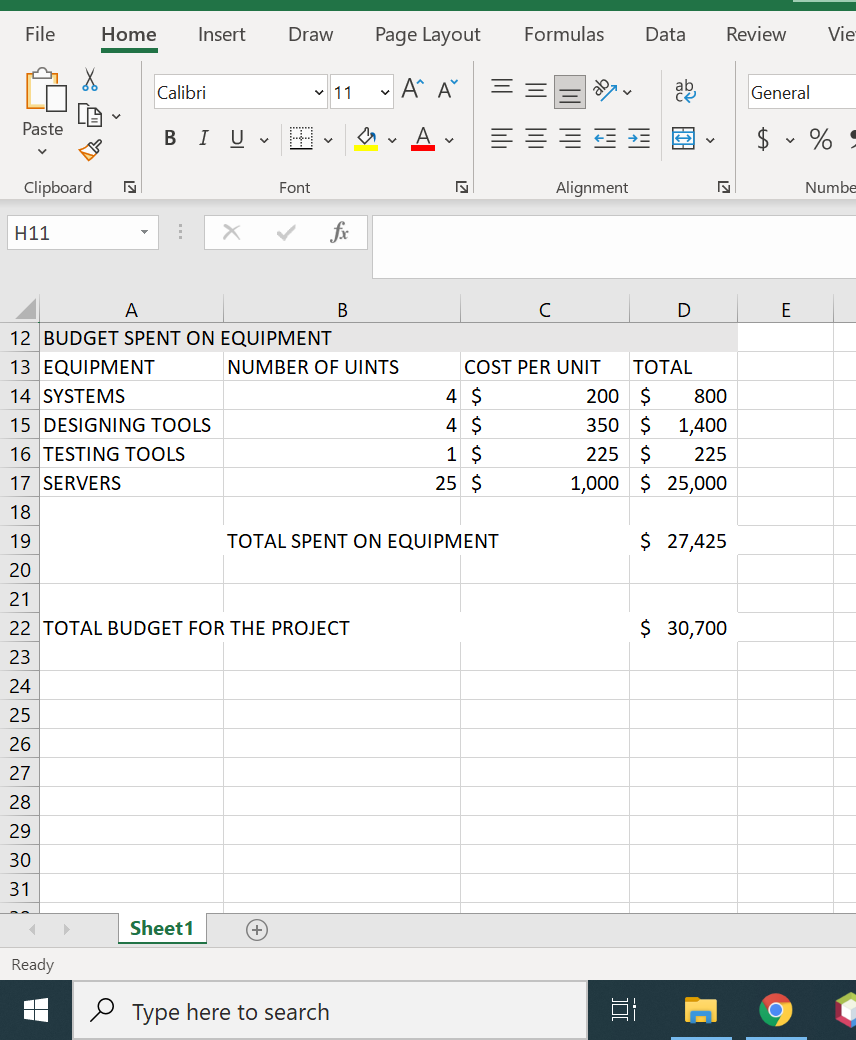 File Home Insert Draw Page Layout Formulas Data Review Vie
Calibri 11 A A ab General
Paste B I U A $ %
Clipboard Font Alignment Numbe
H11 fx
A B C D E
12 BUDGET SPENT ON EQUIPMENT
13 EQUIPMENT NUMBER OF UINTS COST PER UNIT TOTAL
14 SYSTEMS 4 $ 200 $ 800
15 DESIGNING TOOLS 4 $ 350 $ 1,400
16 TESTING TOOLS 1 $ 225 $ 225
17 SERVERS 25 $ 1,000 $ 25,000
18
19 TOTAL SPENT ON EQUIPMENT $ 27,425
20
21
22 TOTAL BUDGET FOR THE PROJECT $ 30,700
23
24
25
26
27
28
29
30
31
Sheet1
Ready
Type here to search